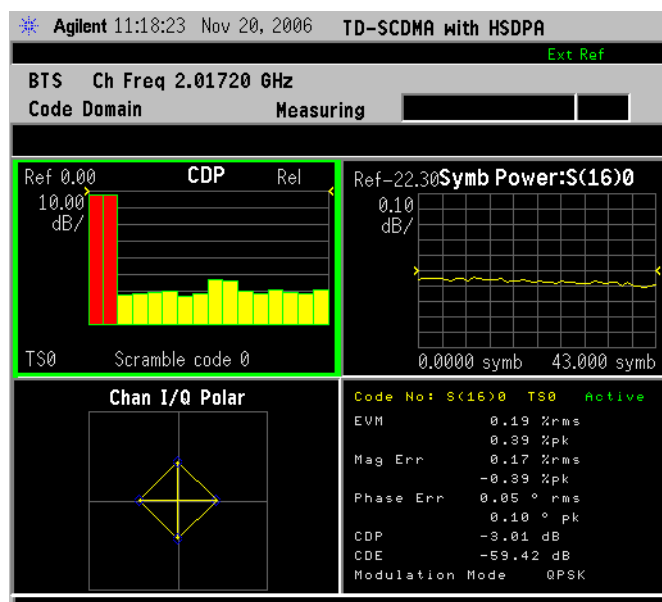 Agilent 11:18:23 Nov 20, 2006 TD-SCDMA with HSDPA
Ext Ref
BTS Ch Freq 2.01720 GHz
Code Domain Measuring
Ref 0.00 CDP Rel
10.00
dB/
TS0 Scramble code 0
Ref-22.30 Symb Power:S(16)0
0.10
dB/
0.0000 symb 43.000 symb
Chan I/Q Polar
Code No: S(16)0 TS0 Active
EVM 0.19 %rms
0.39 %pk
Mag Err 0.17 %rms
-0.39 %pk
Phase Err 0.05 ° rms
0.10 ° pk
CDP -3.01 dB
CDE -59.42 dB
Modulation Mode QPSK